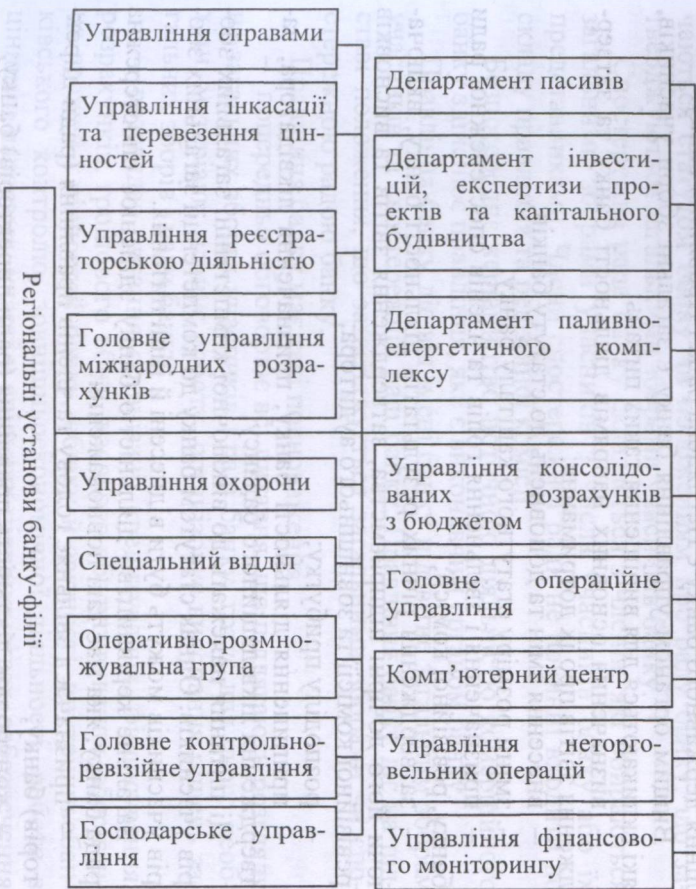 Регіональні установи банку-філії
Управління справами
Управління інкасації
та перевезення цін-
ностей
Управління реєстра-
торською діяльністю
Головне управління
міжнародних розра-
хунків
Управління охорони
Спеціальний відділ
Оперативно-розмно-
жувальна група
Головне контрольно-
ревізійне управління
Господарське управ-
ління
Департамент пасивів
Департамент інвести-
цій, експертизи про-
ектів та капітального
будівництва
Департамент паливно-
енергетичного комп-
лексу
Управління консоліdо-
ваних розрахунків
з бюджетом
Головне операційне
управління
Комп’ютерний центр
Управління неторго-
вельних операцій
Управління фінансово-
го моніторингу